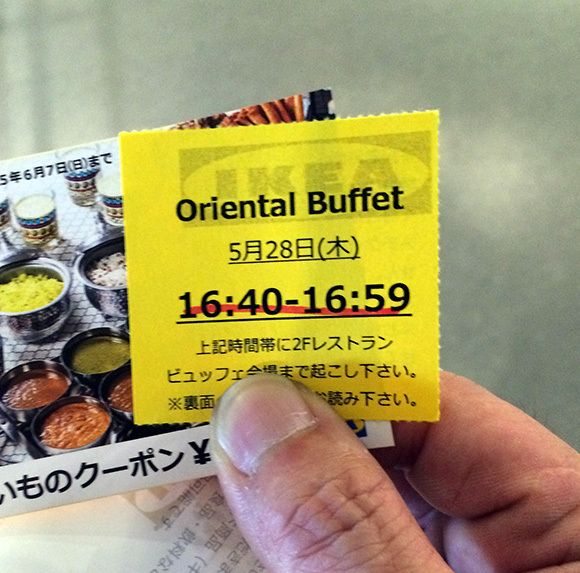 5年6月7日(日)まで
IKEA
Oriental Buffet
5月28日(木)
16:40-16:59
上記時間帯に2Fレストラン
ビュッフェ会場まで起こし下さい。
※裏面 お読み下さい。
いものクーポン¥